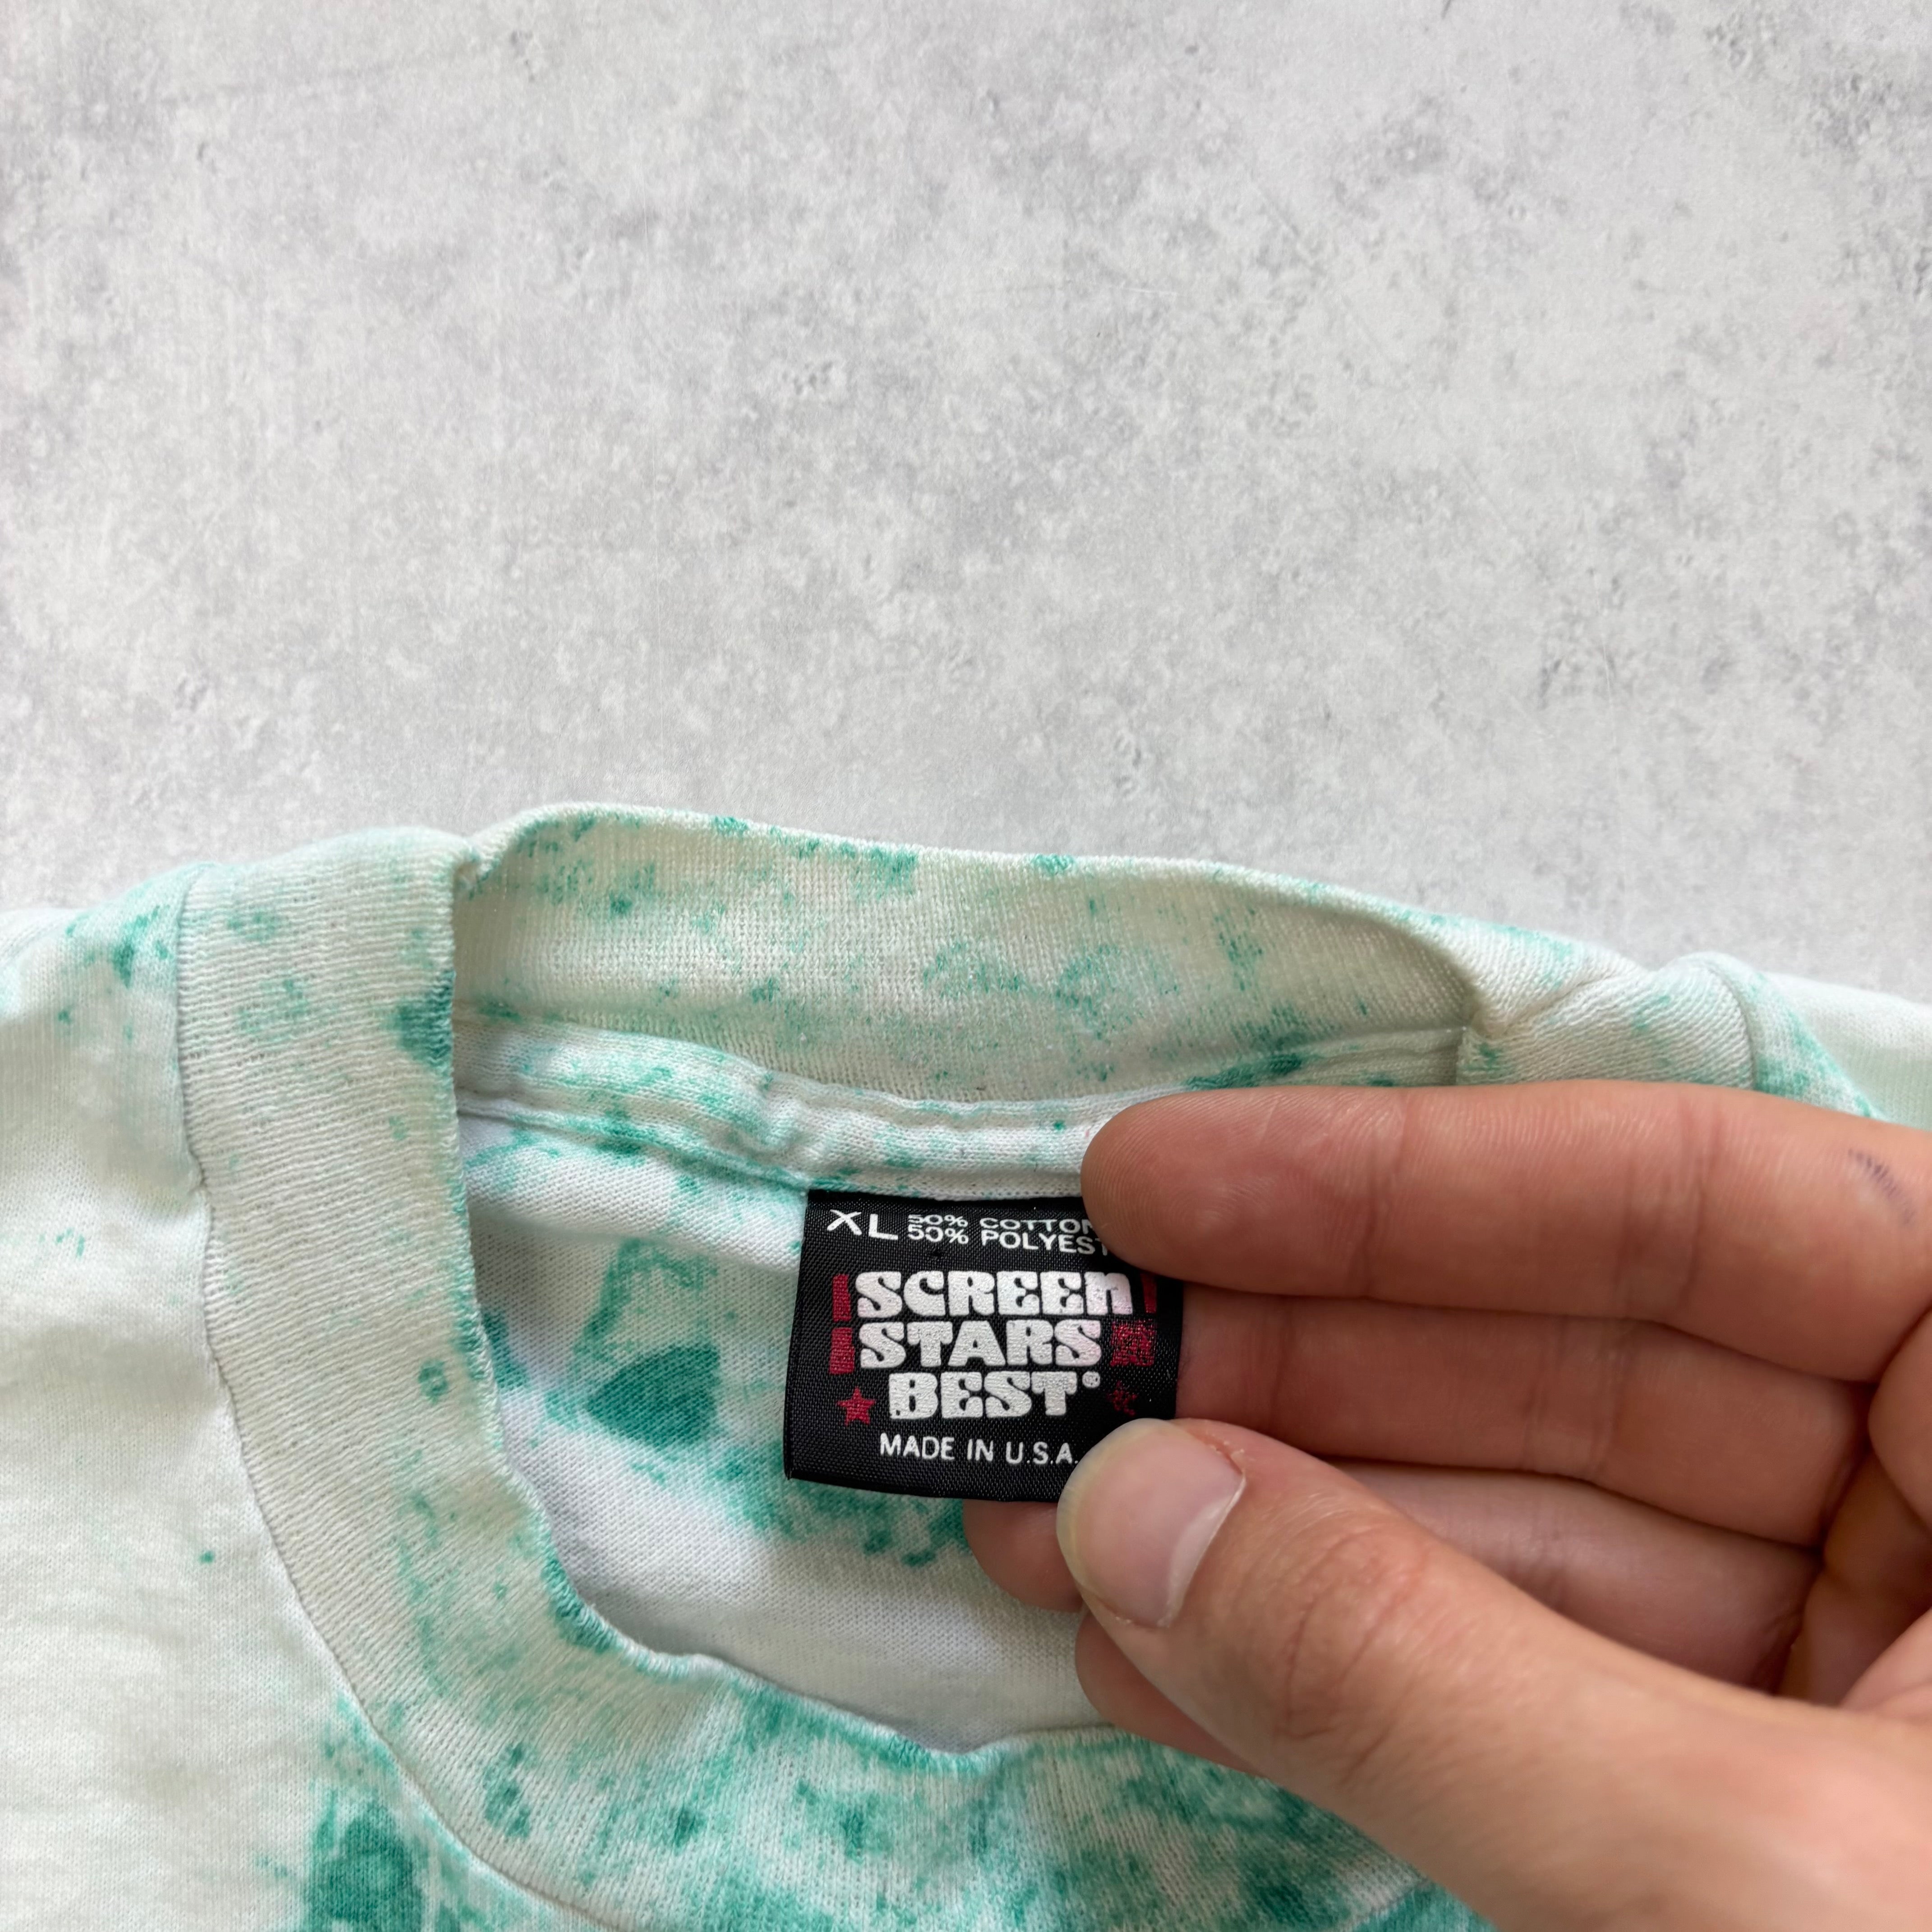 XL 50% COTTON
50% POLYEST
SCREEN
STARS
BEST®
MADE IN U.S.A.